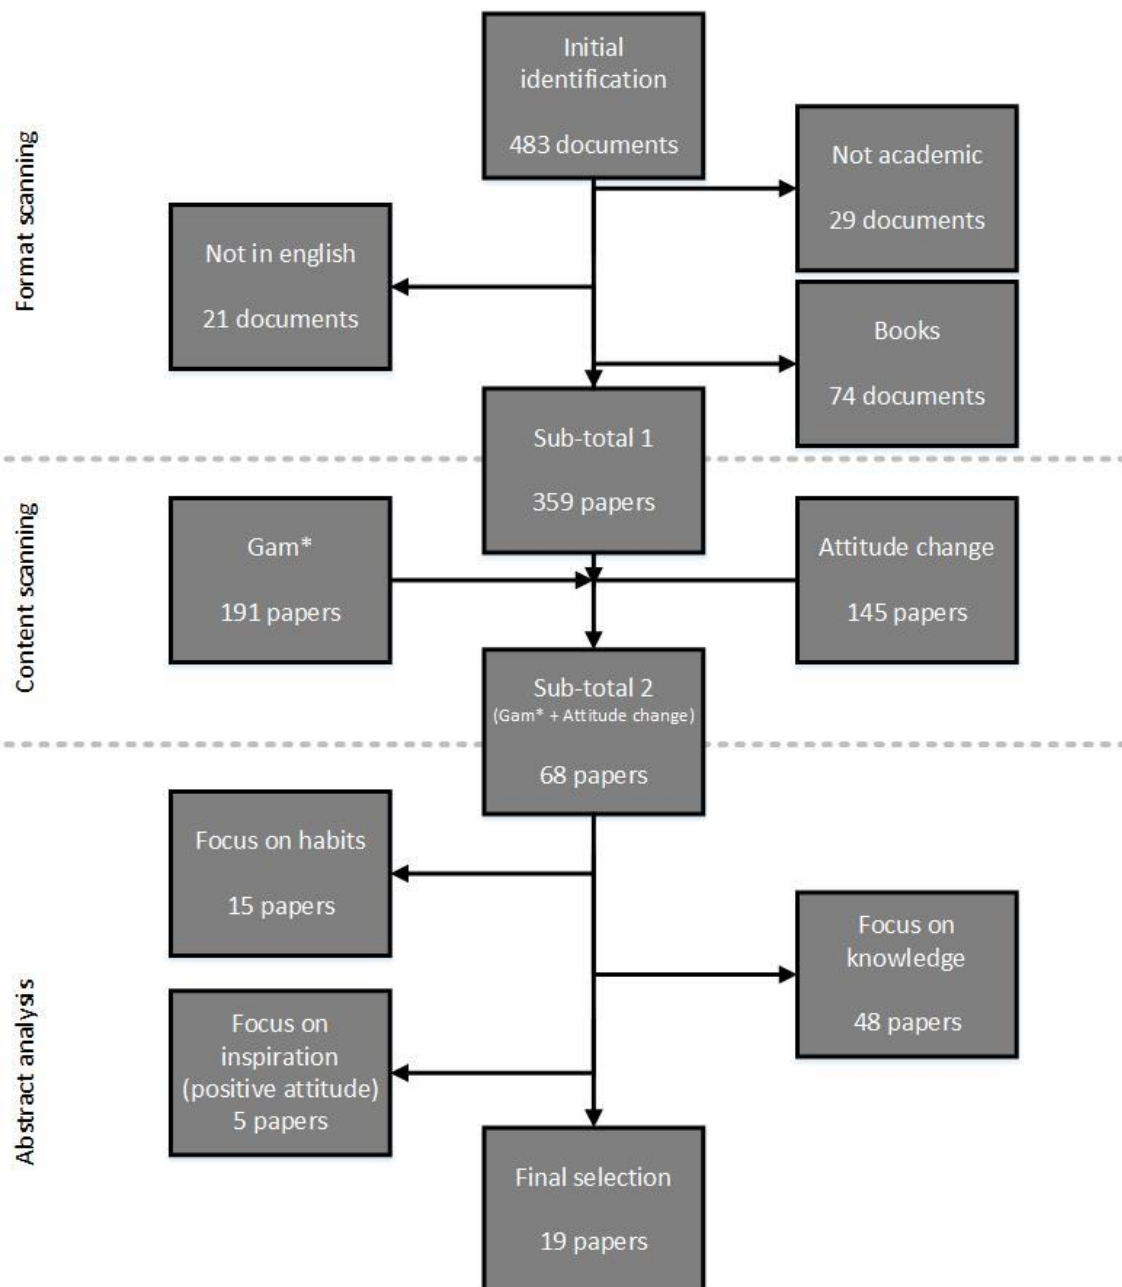 Format scanning
Initial
identification
483 documents
Not academic
29 documents
Not in english
21 documents
Books
74 documents
Sub-total 1
359 papers
Content scanning
Gam*
191 papers
Attitude change
145 papers
Sub-total 2
(Gam* + Attitude change)
68 papers
Abstract analysis
Focus on habits
15 papers
Focus on
knowledge
48 papers
Focus on
inspiration
(positive attitude)
5 papers
Final selection
19 papers